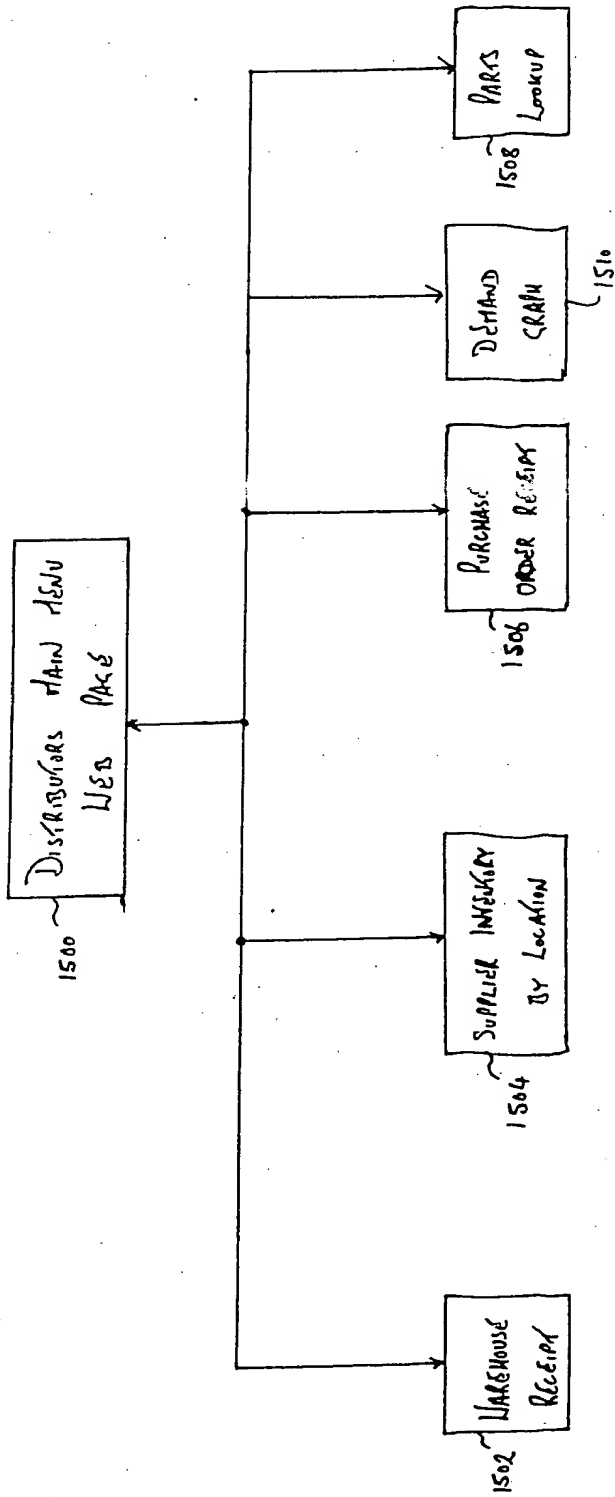 DISTRIBUTORS MAIN MENU
WEB PAGE
1500
WAREHOUSE
RECEIPT
1502
SUPPLIER INVENTORY
BY LOCATION
1504
PURCHASE
ORDER RECEIPT
1506
DEMAND
GRAPH
1510
PARTS
LOOKUP
1508